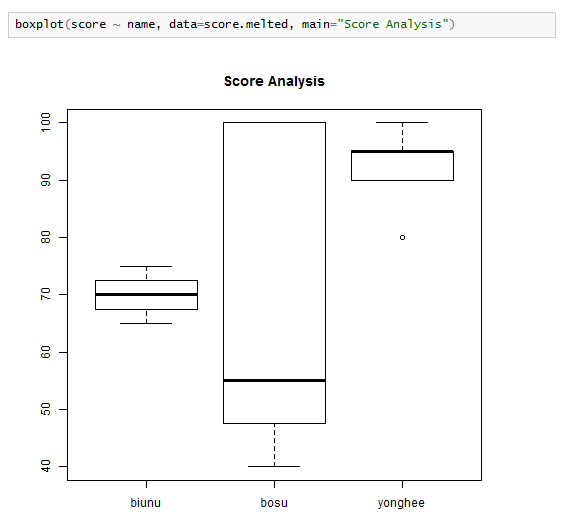 boxplot(score ~ name, data=score.melted, main="Score Analysis")
Score Analysis
100
90
80
70
60
50
40
biunu bosu yonghee